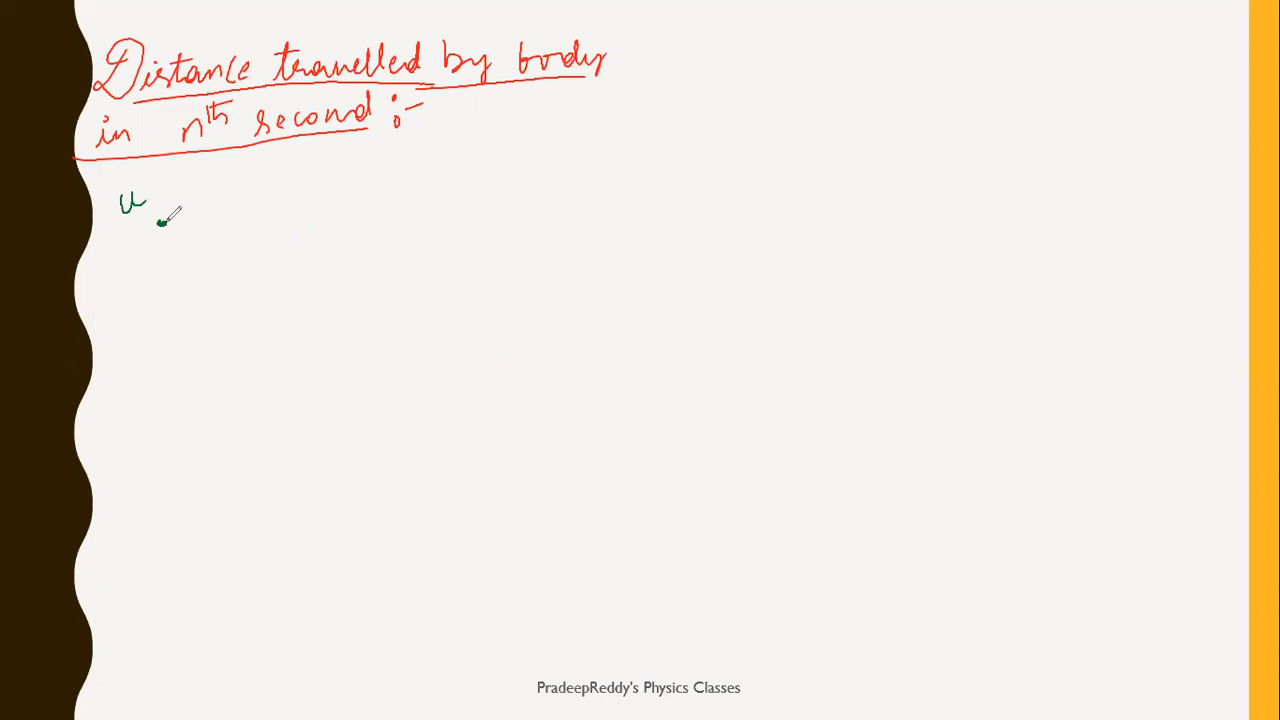 Distance travelled by body
in nth second :-
u
PradeepReddy's Physics Classes